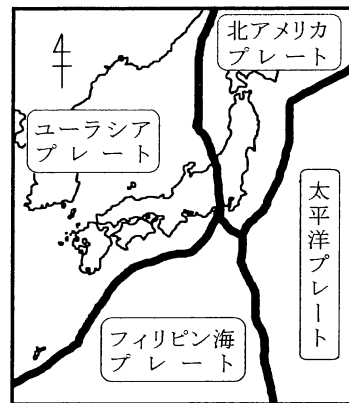 北アメリカ
プレート
ユーラシア
プレート
太平洋プレート
フィリピン海
プレート